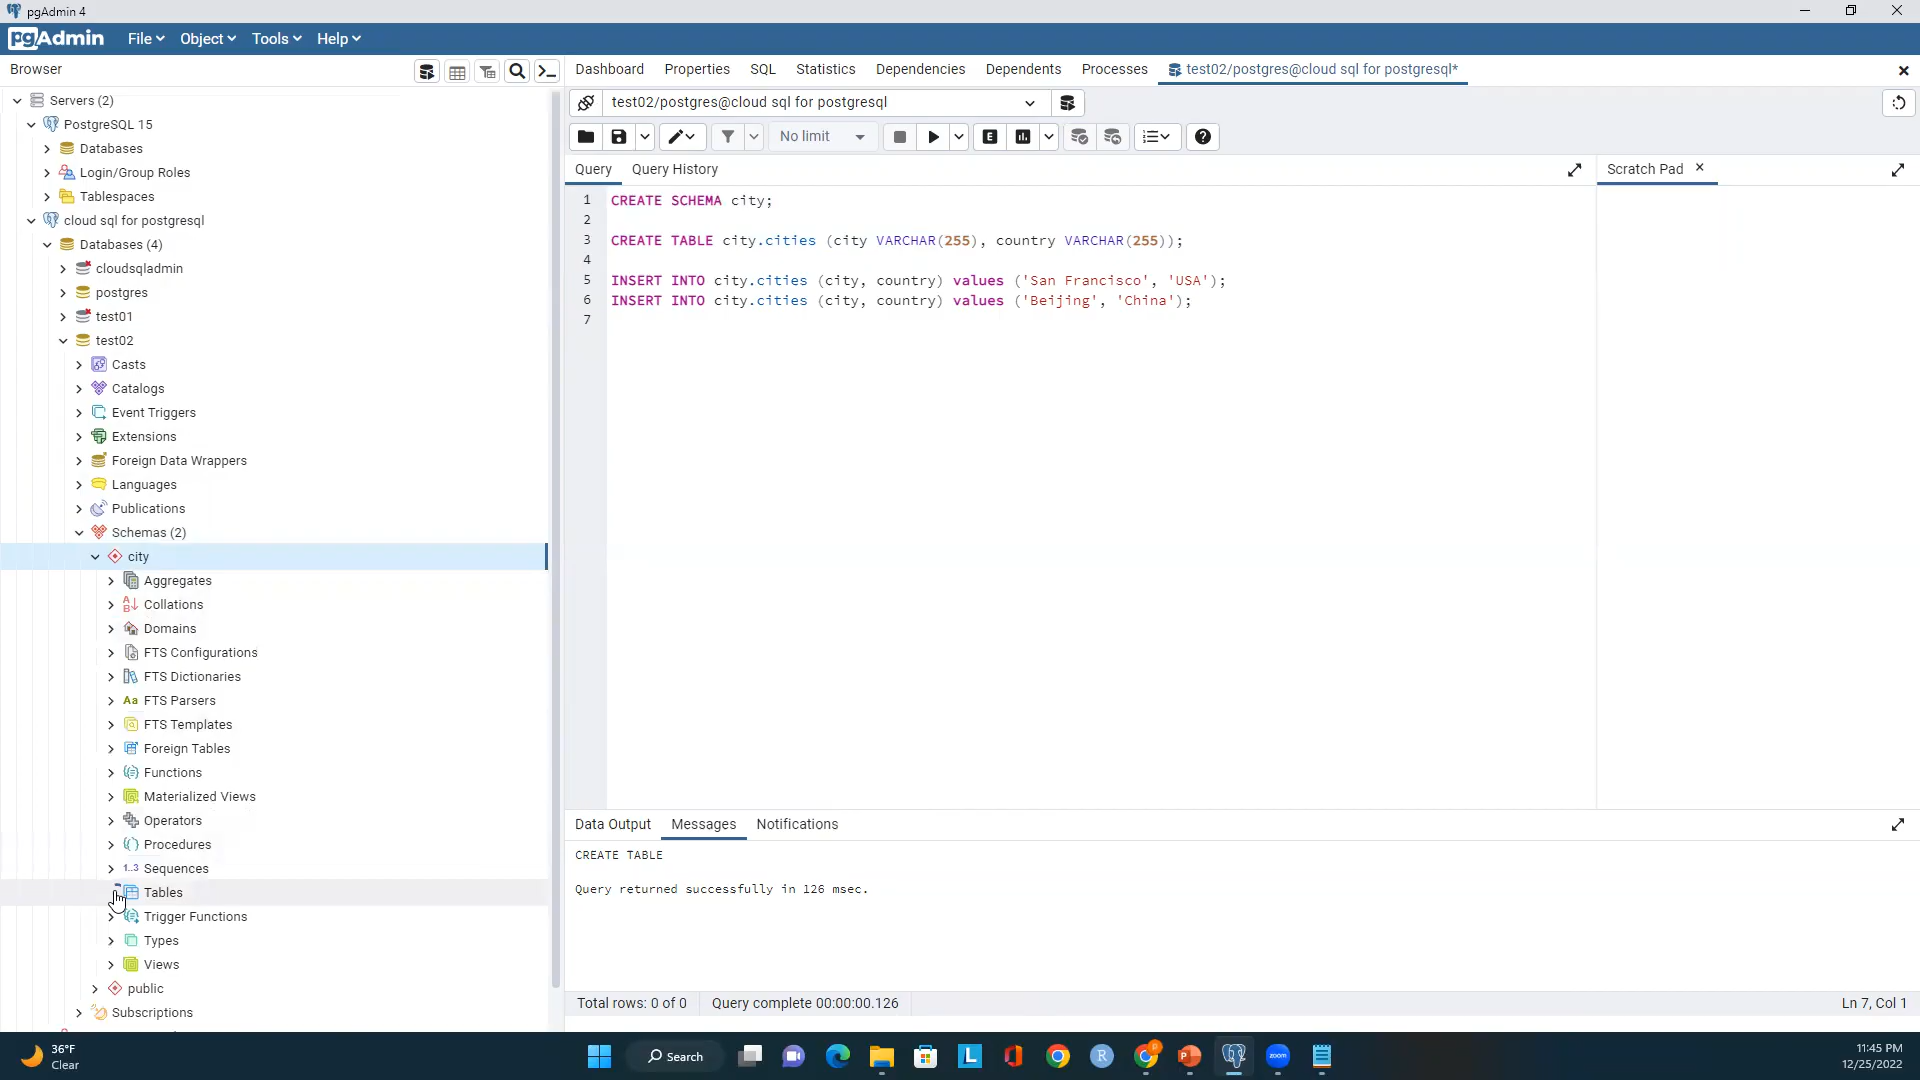 pgAdmin 4
pgAdmin File Object Tools Help
Browser
Dashboard Properties SQL Statistics Dependencies Dependents Processes test02/postgres@cloud sql for postgresql*
Servers (2)
PostgreSQL 15
Databases
Login/Group Roles
Tablespaces
cloud sql for postgresql
Databases (4)
cloudsqladmin
postgres
test01
test02
Casts
Catalogs
Event Triggers
Extensions
Foreign Data Wrappers
Languages
Publications
Schemas (2)
city
Aggregates
Collations
Domains
FTS Configurations
FTS Dictionaries
Aa FTS Parsers
FTS Templates
Foreign Tables
Functions
Materialized Views
Operators
Procedures
1..3 Sequences
Tables
Trigger Functions
Types
Views
public
Subscriptions
test02/postgres@cloud sql for postgresql
No limit
E
Query Query History
Scratch Pad
1 CREATE SCHEMA city;
2
3 CREATE TABLE city.cities (city VARCHAR(255), country VARCHAR(255));
4
5 INSERT INTO city.cities (city, country) values ('San Francisco', 'USA');
6 INSERT INTO city.cities (city, country) values ('Beijing', 'China');
7
Data Output Messages Notifications
CREATE TABLE
Query returned successfully in 126 msec.
Total rows: 0 of 0 Query complete 00:00:00.126 Ln 7, Col 1
36°F
Clear
Search
L
R
P
zoom
11:45 PM
12/25/2022